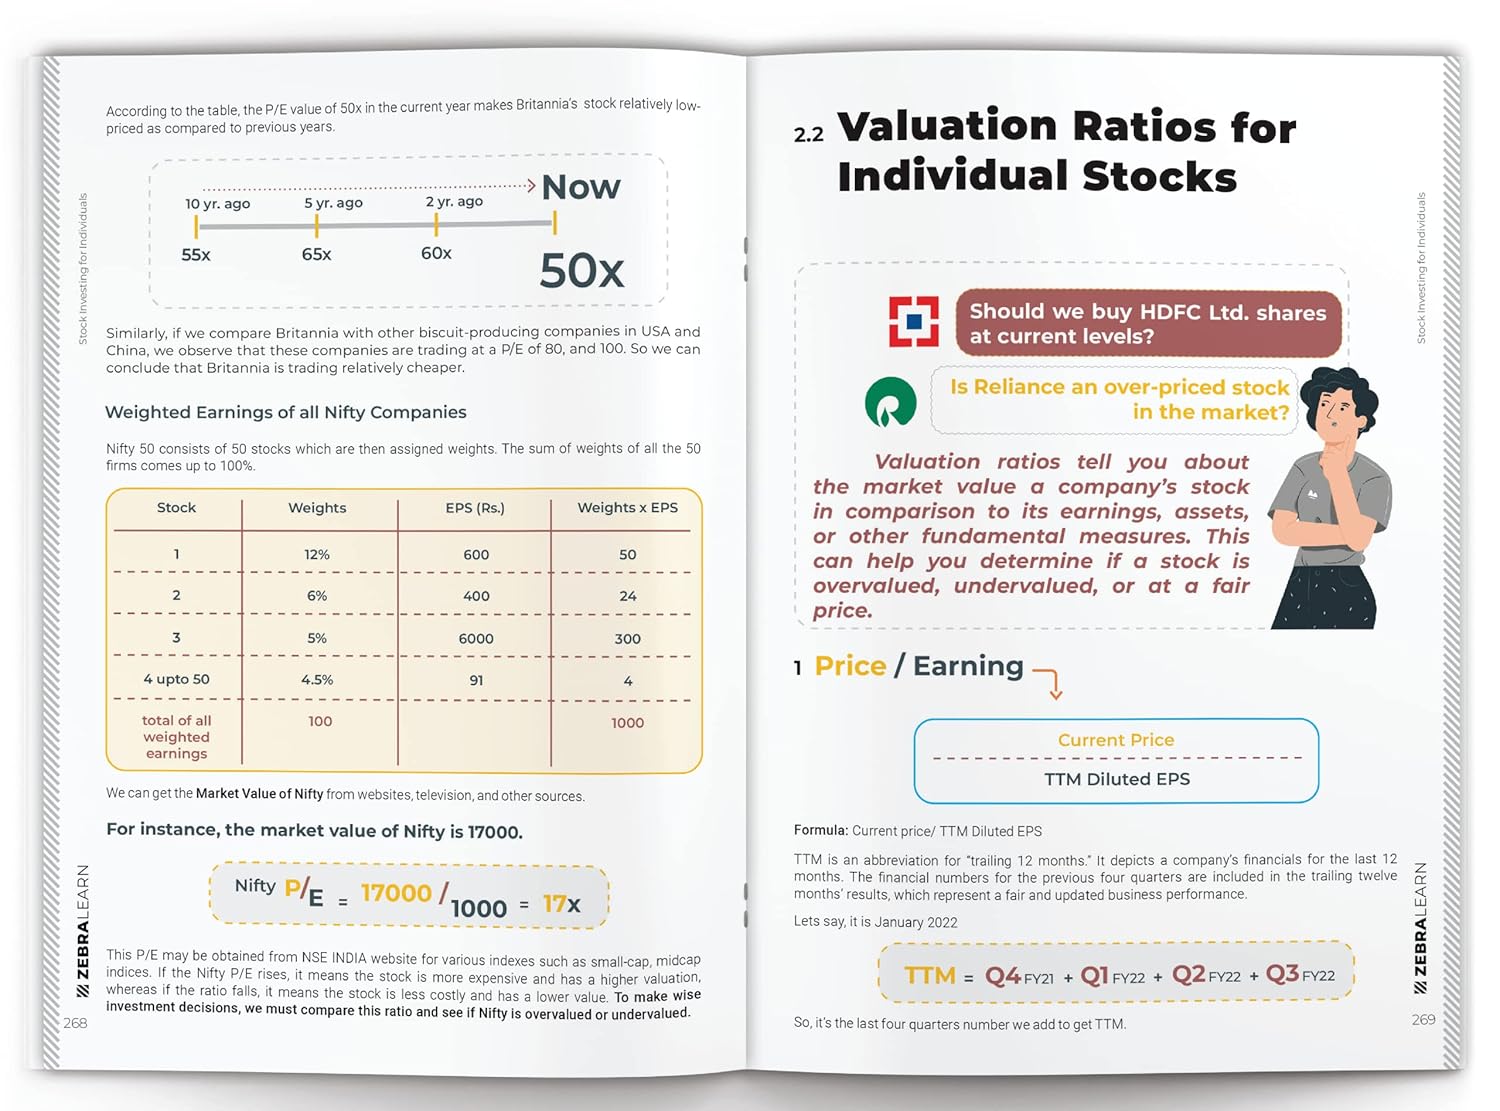 According to the table, the P/E value of 50x in the current year makes Britannia's stock relatively low-
priced as compared to previous years.
Now
10 yr. ago 5 yr. ago 2 yr. ago
55x 65x 60x
50x
Similarly, if we compare Britannia with other biscuit-producing companies in USA and
China, we observe that these companies are trading at a P/E of 80, and 100. So we can
conclude that Britannia is trading relatively cheaper.
Weighted Earnings of all Nifty Companies
Nifty 50 consists of 50 stocks which are then assigned weights. The sum of weights of all the 50
firms comes up to 100%.
Stock Weights EPS (Rs.) Weights x EPS
1 12% 600 50
2 6% 400 24
3 5% 6000 300
4 upto 50 4.5% 91 4
total of all
weighted
earnings
100 1000
We can get the Market Value of Nifty from websites, television, and other sources.
For instance, the market value of Nifty is 17000.
Nifty P/E = 17000 / 1000 = 17x
This P/E may be obtained from NSE INDIA website for various indexes such as small-cap, midcap
indices. If the Nifty P/E rises, it means the stock is more expensive and has a higher valuation,
whereas if the ratio falls, it means the stock is less costly and has a lower value. To make wise
investment decisions, we must compare this ratio and see if Nifty is overvalued or undervalued.
Stock Investing for Individuals
ZEBRALEARN
268
2.2 Valuation Ratios for
Individual Stocks
Should we buy HDFC Ltd. shares
at current levels?
Is Reliance an over-priced stock
in the market?
Valuation ratios tell you about
the market value a company's stock
in comparison to its earnings, assets,
or other fundamental measures. This
can help you determine if a stock is
overvalued, undervalued, or at a fair
price.
1 Price / Earning
Current Price
TTM Diluted EPS
Formula: Current price/ TTM Diluted EPS
TTM is an abbreviation for "trailing 12 months." It depicts a company's financials for the last 12
months. The financial numbers for the previous four quarters are included in the trailing twelve
months' results, which represent a fair and updated business performance.
Lets say, it is January 2022
TTM = Q4 FY21 + Q1 FY22 + Q2 FY22 + Q3 FY22
So, it's the last four quarters number we add to get TTM.
Stock Investing for Individuals
ZEBRALEARN
269